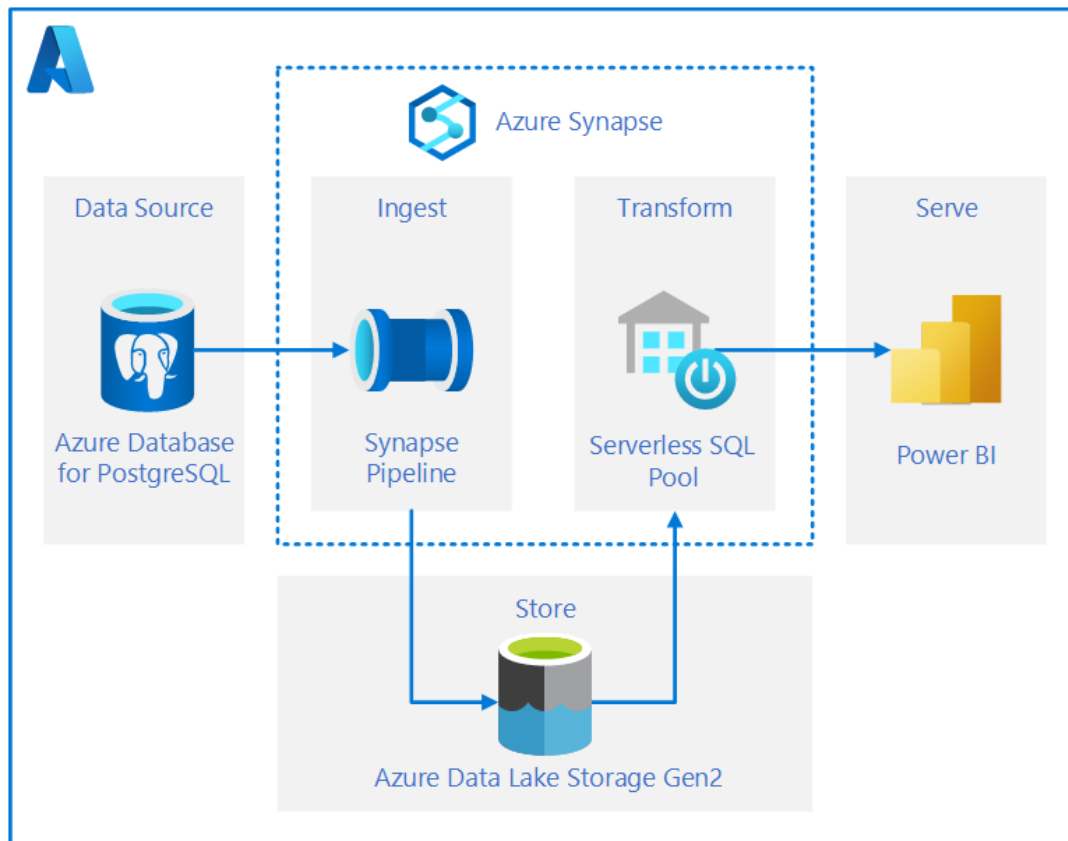 Azure Synapse
Data Source
Ingest
Transform
Serve
Azure Database
for PostgreSQL
Synapse
Pipeline
Serverless SQL
Pool
Power BI
Store
Azure Data Lake Storage Gen2